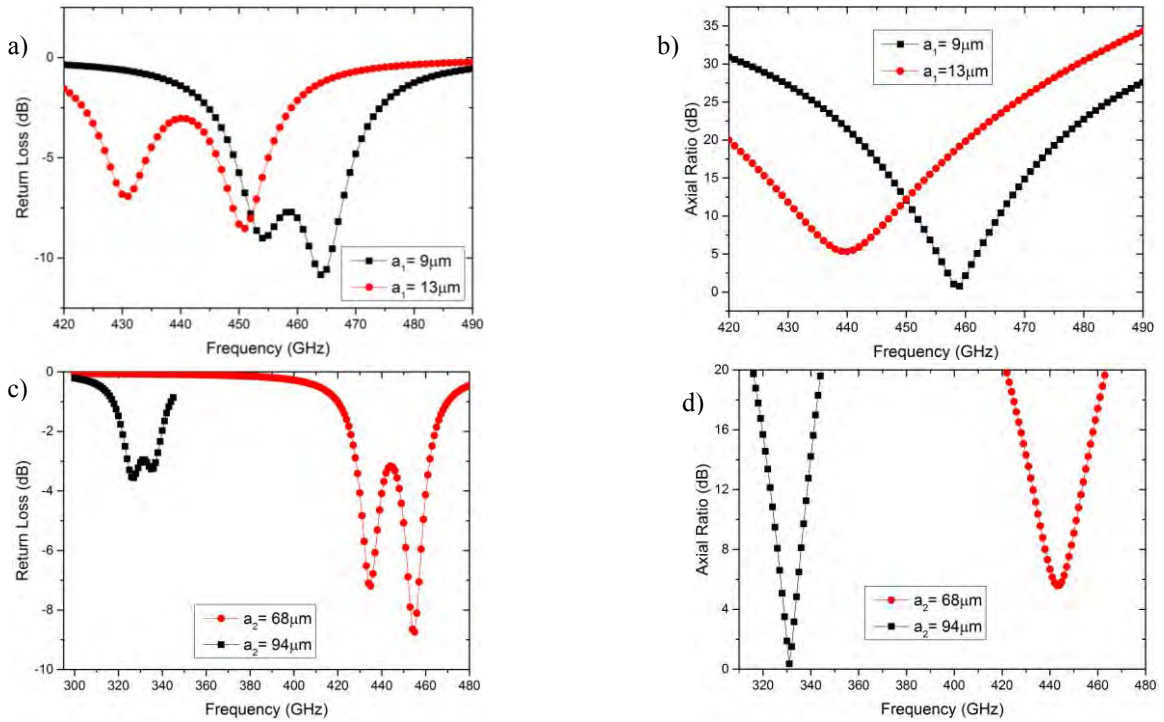 a)
0
-5
-10
Return Loss (dB)
a₁= 9μm
a₁= 13μm
420 430 440 450 460 470 480 490
Frequency (GHz)
b)
35
30
25
20
15
10
5
0
Axial Ratio (dB)
a₁= 9μm
a₁=13μm
420 430 440 450 460 470 480 490
Frequency (GHz)
c)
0
-2
-4
-6
-8
-10
Return Loss (dB)
a₂= 68μm
a₂= 94μm
300 320 340 360 380 400 420 440 460 480
Frequency (GHz)
d)
20
16
12
8
4
0
Axial Ratio (dB)
a₂= 68μm
a₂= 94μm
320 340 360 380 400 420 440 460 480
Frequency (GHz)